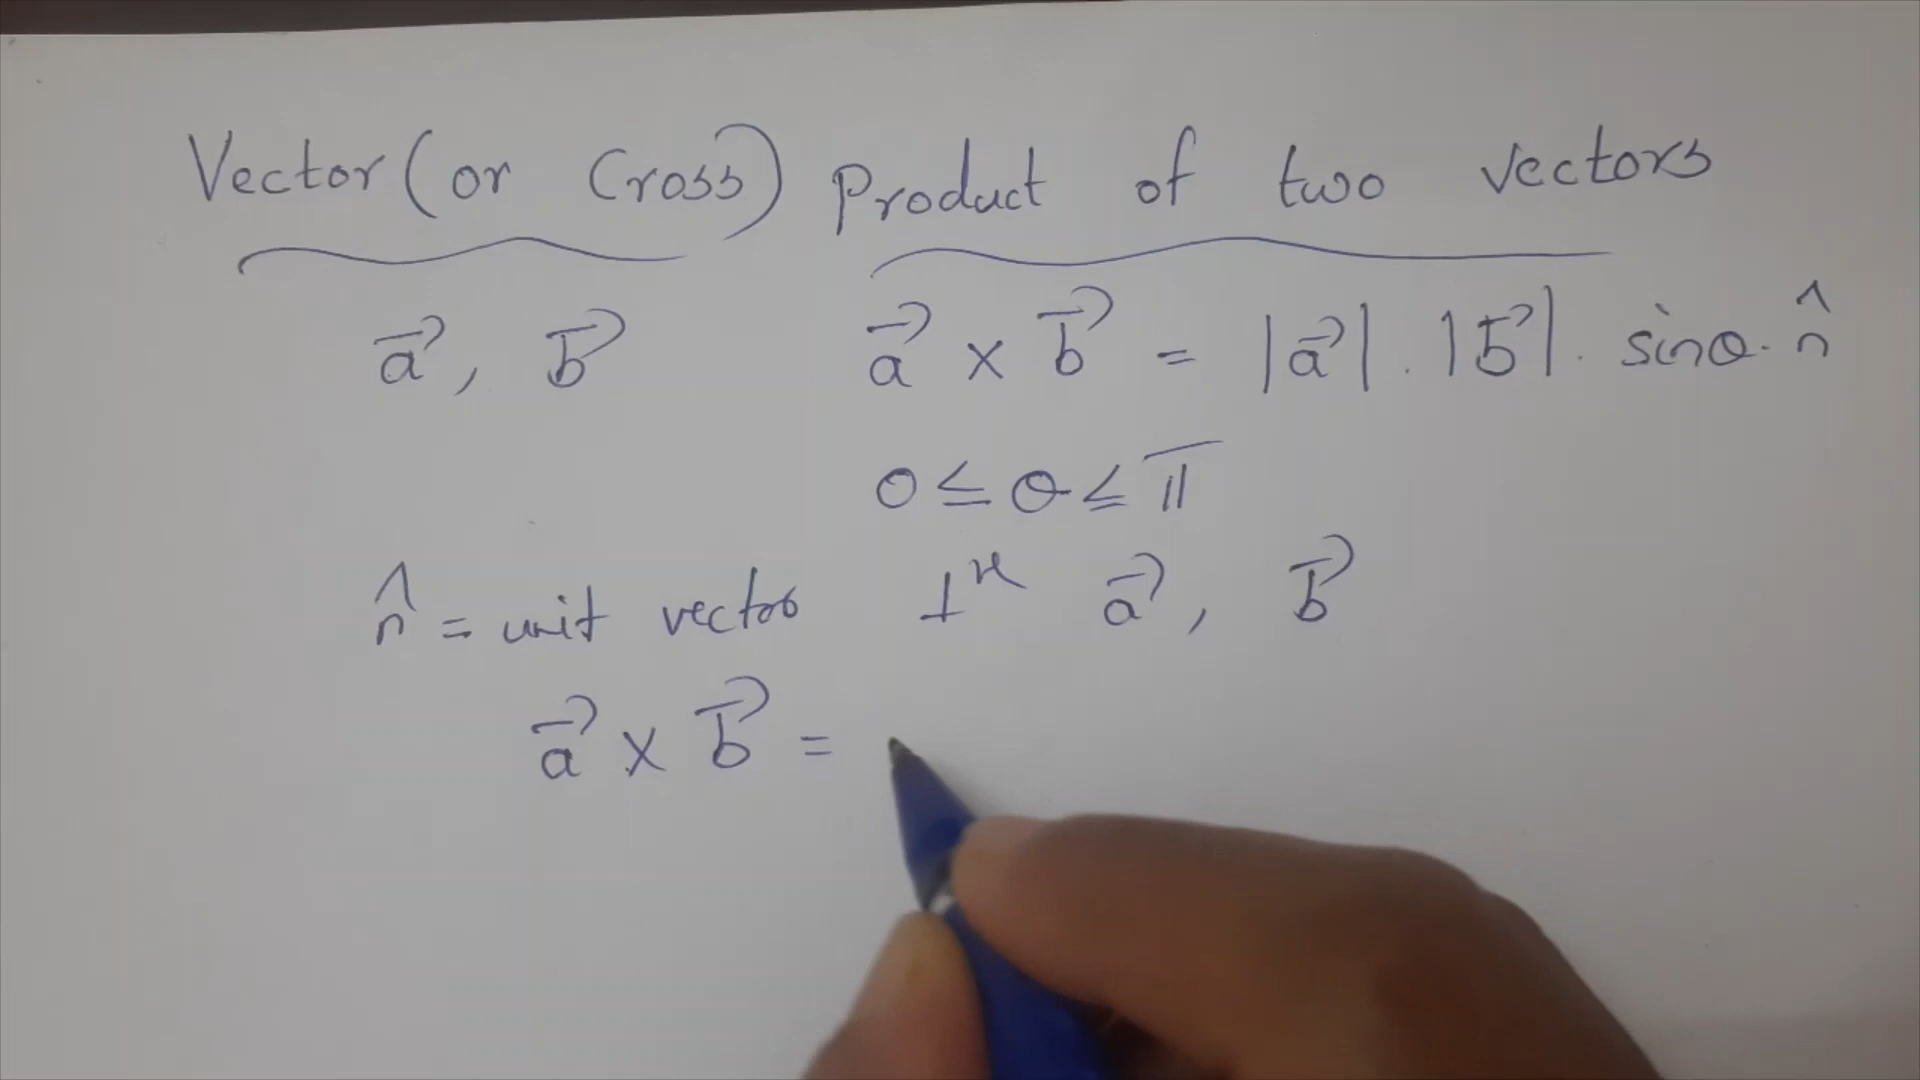 Vector (or Cross) Product of two vectors
a⃗, b⃗ a⃗ × b⃗ = |a⃗| . |b⃗| . sinθ . n̂
0 ≤ θ ≤ π
n̂ = unit vector ⊥ʳ a⃗, b⃗
a⃗ × b⃗ =